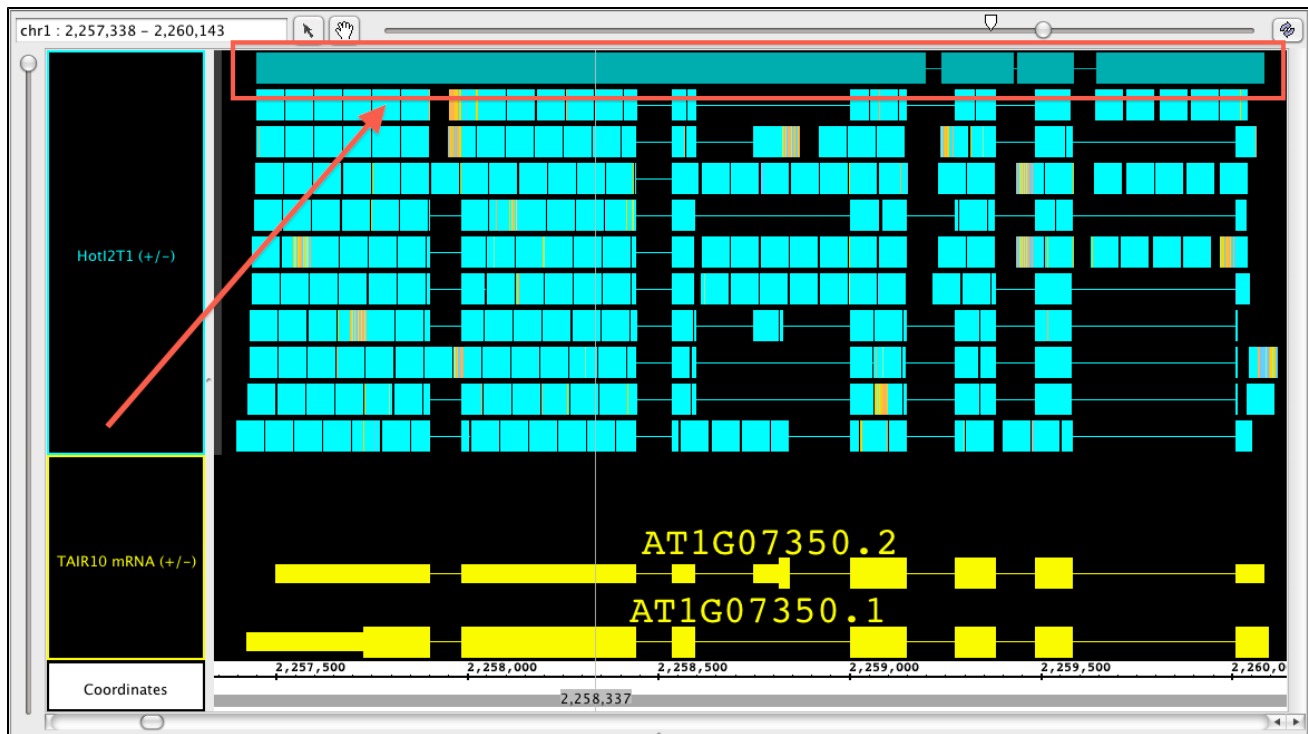 chr1 : 2,257,338 – 2,260,143
HotI2T1 (+/-)
AT1G07350.2
TAIR10 mRNA (+/-)
AT1G07350.1
2,257,500 2,258,000 2,258,500 2,259,000 2,259,500 2,260,0
Coordinates
2,258,337